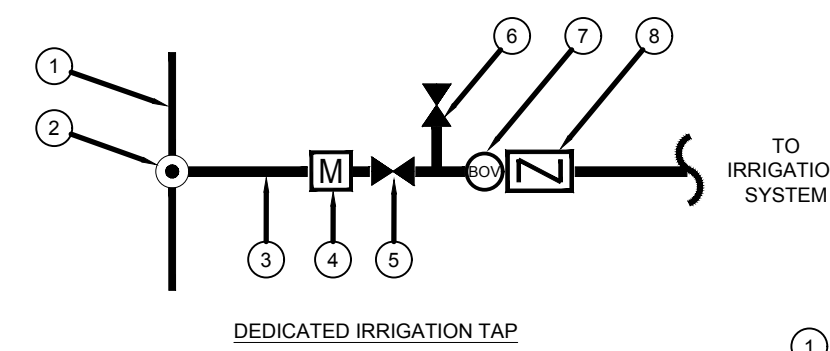 6 7 8
1
2
M
BOV
TO
IRRIGATIO
SYSTEM
3 4 5
DEDICATED IRRIGATION TAP
1